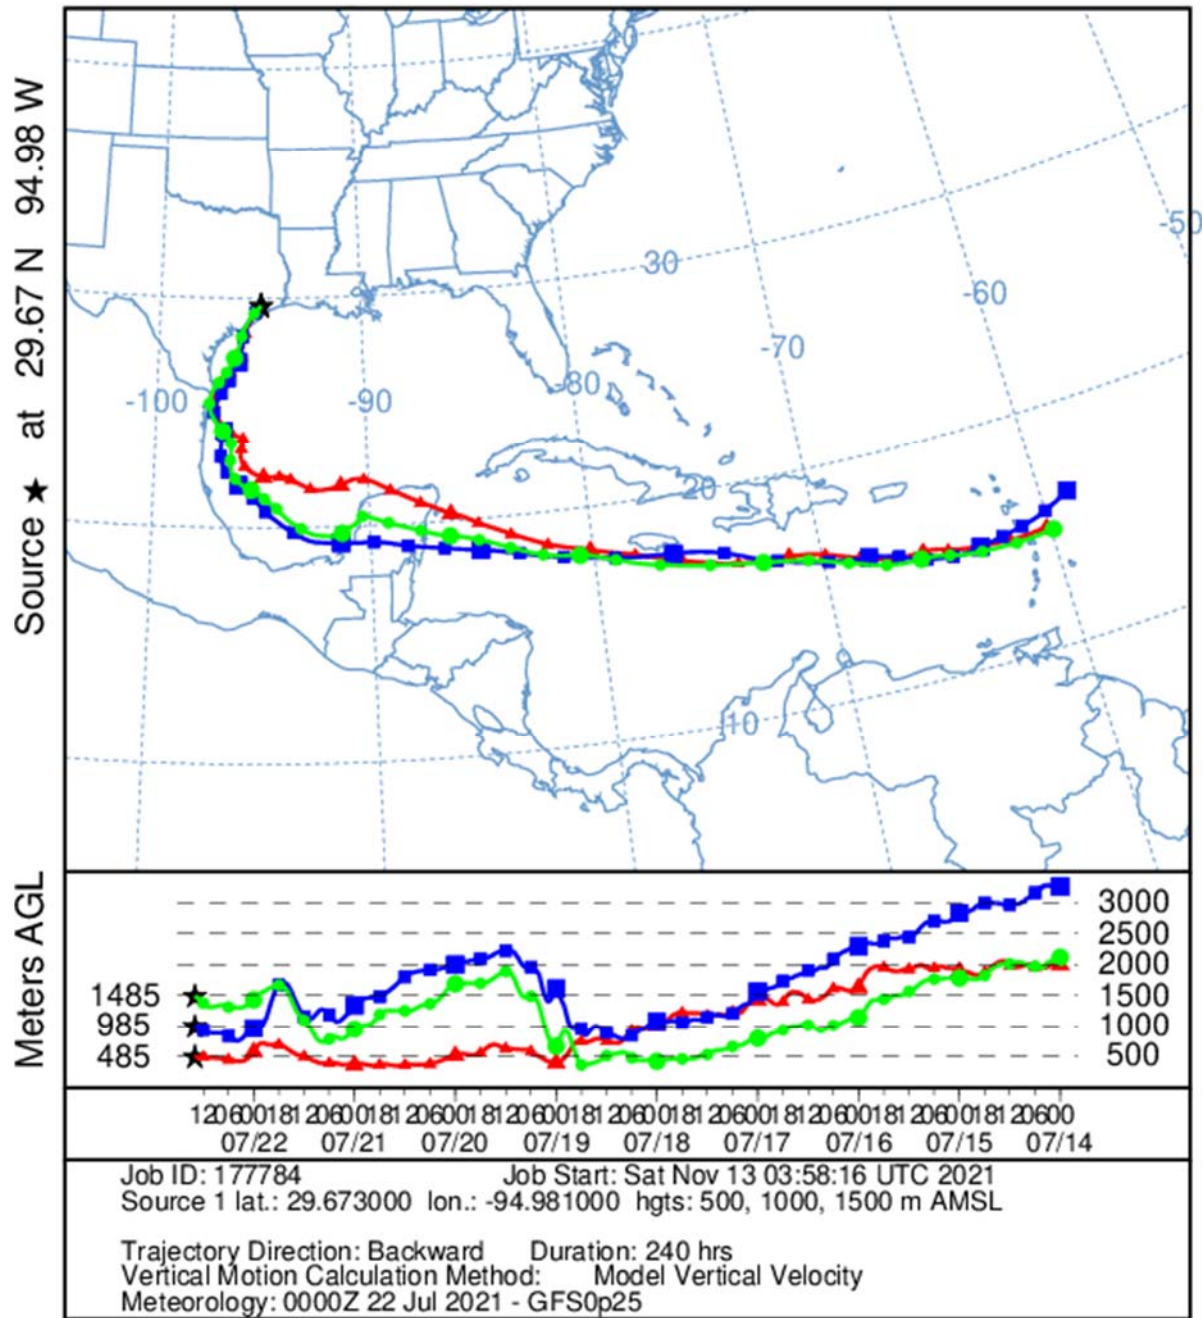 Source ★ at 29.67 N 94.98 W
-50
30
-60
-70
-80
-100
-90
20
10
Meters AGL
3000
2500
2000
1485
1500
985
1000
485
500
07/22 07/21 07/20 07/19 07/18 07/17 07/16 07/15 07/14
Job ID: 177784 Job Start: Sat Nov 13 03:58:16 UTC 2021
Source 1 lat.: 29.673000 lon.: -94.981000 hgts: 500, 1000, 1500 m AMSL
Trajectory Direction: Backward Duration: 240 hrs
Vertical Motion Calculation Method: Model Vertical Velocity
Meteorology: 0000Z 22 Jul 2021 - GFS0p25